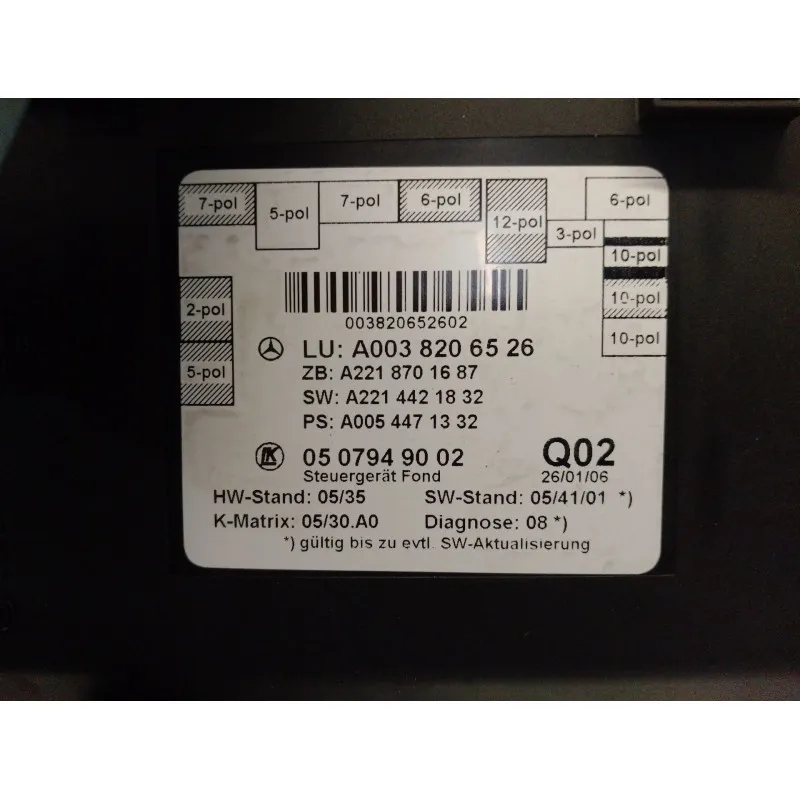 7-pol
5-pol
7-pol
6-pol
12-pol
3-pol
6-pol
10-pol
10-pol
10-pol
2-pol
5-pol
003820652602
LU: A003 820 65 26
ZB: A221 870 16 87
SW: A221 442 18 32
PS: A005 447 13 32
LK 05 0794 90 02 Q02
Steuergerät Fond 26/01/06
HW-Stand: 05/35 SW-Stand: 05/41/01 *)
K-Matrix: 05/30.A0 Diagnose: 08 *)
*) gültig bis zu evtl. SW-Aktualisierung